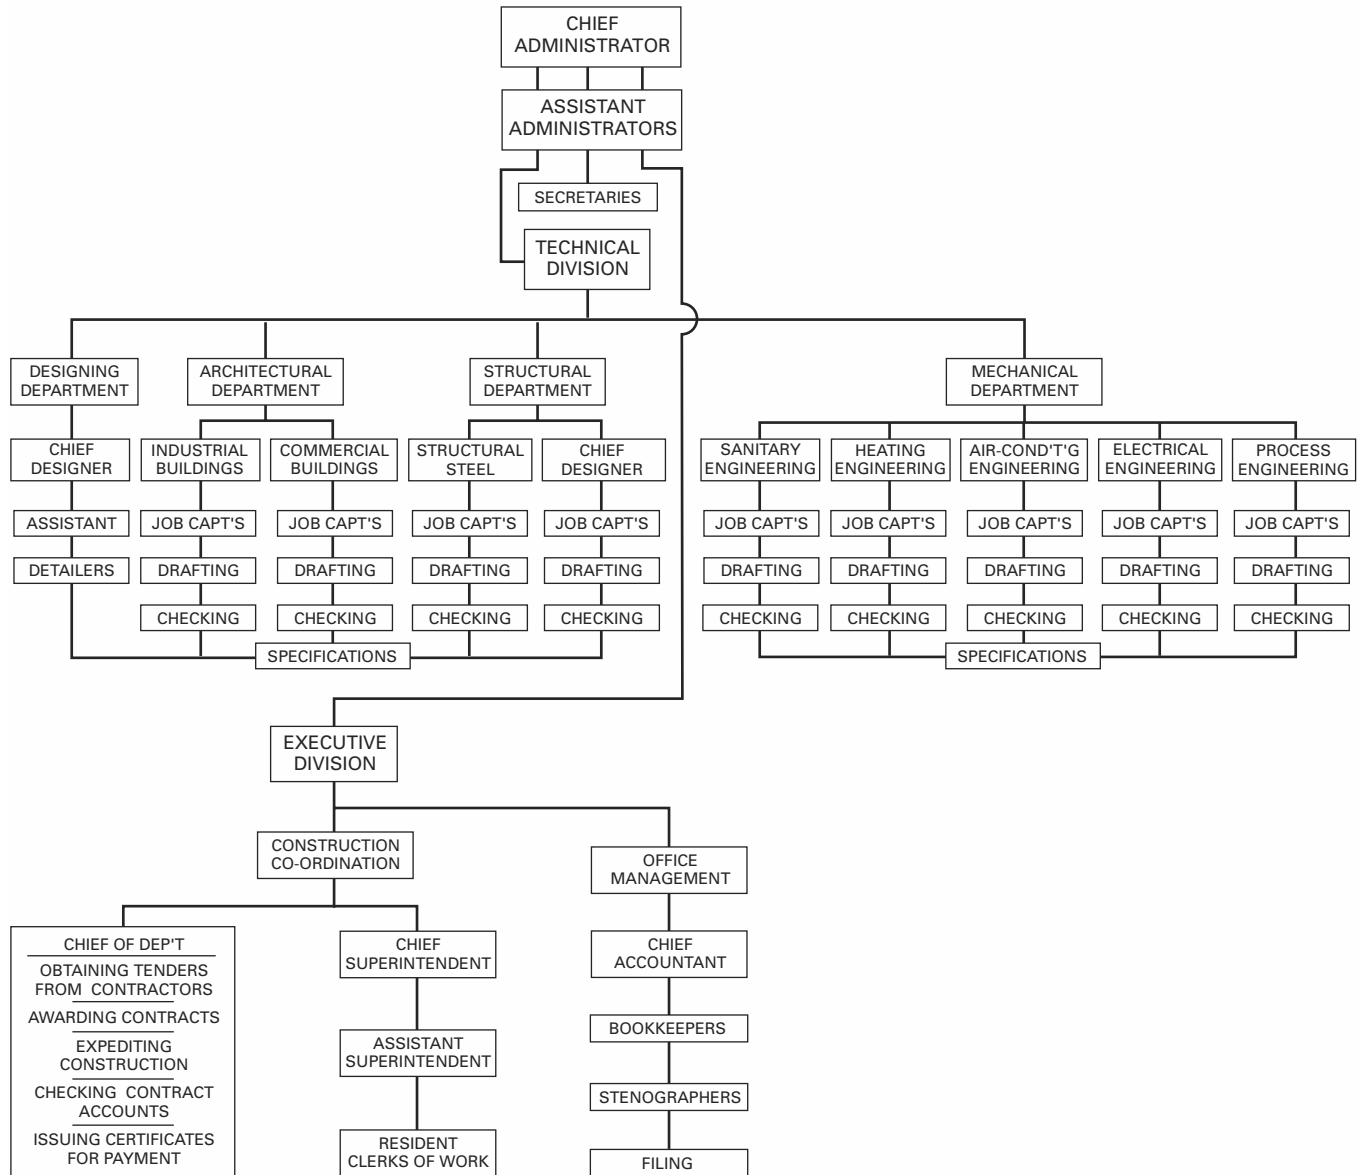 CHIEF
ADMINISTRATOR
ASSISTANT
ADMINISTRATORS
SECRETARIES
TECHNICAL
DIVISION
DESIGNING
DEPARTMENT
ARCHITECTURAL
DEPARTMENT
STRUCTURAL
DEPARTMENT
MECHANICAL
DEPARTMENT
CHIEF
DESIGNER
INDUSTRIAL
BUILDINGS
COMMERCIAL
BUILDINGS
STRUCTURAL
STEEL
CHIEF
DESIGNER
SANITARY
ENGINEERING
HEATING
ENGINEERING
AIR-COND'T'G
ENGINEERING
ELECTRICAL
ENGINEERING
PROCESS
ENGINEERING
ASSISTANT
JOB CAPT'S
JOB CAPT'S
JOB CAPT'S
JOB CAPT'S
JOB CAPT'S
JOB CAPT'S
JOB CAPT'S
JOB CAPT'S
JOB CAPT'S
DETAILERS
DRAFTING
DRAFTING
DRAFTING
DRAFTING
DRAFTING
DRAFTING
DRAFTING
DRAFTING
DRAFTING
CHECKING
CHECKING
CHECKING
CHECKING
CHECKING
CHECKING
CHECKING
CHECKING
CHECKING
SPECIFICATIONS
SPECIFICATIONS
EXECUTIVE
DIVISION
CONSTRUCTION
CO-ORDINATION
OFFICE
MANAGEMENT
CHIEF OF DEP'T
OBTAINING TENDERS
FROM CONTRACTORS
AWARDING CONTRACTS
EXPEDITING
CONSTRUCTION
CHECKING CONTRACT
ACCOUNTS
ISSUING CERTIFICATES
FOR PAYMENT
CHIEF
SUPERINTENDENT
ASSISTANT
SUPERINTENDENT
RESIDENT
CLERKS OF WORK
CHIEF
ACCOUNTANT
BOOKKEEPERS
STENOGRAPHERS
FILING